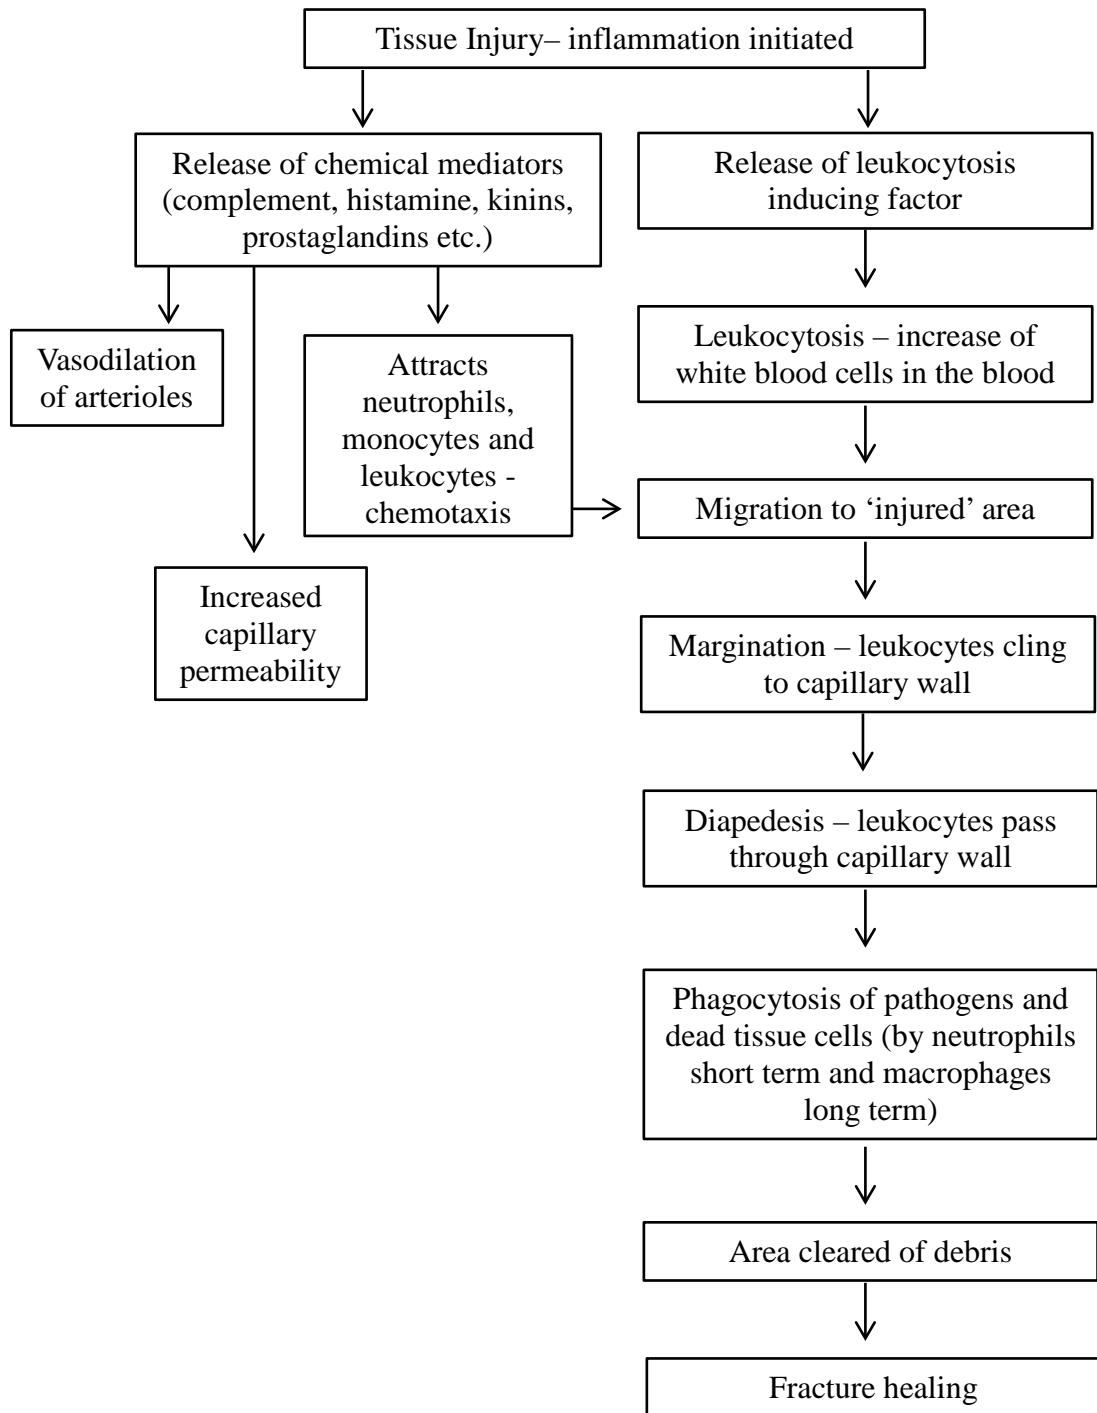 Tissue Injury– inflammation initiated
Release of chemical mediators
(complement, histamine, kinins,
prostaglandins etc.)
Release of leukocytosis
inducing factor
Vasodilation
of arterioles
Attracts
neutrophils,
monocytes and
leukocytes -
chemotaxis
Leukocytosis – increase of
white blood cells in the blood
Migration to ‘injured’ area
Increased
capillary
permeability
Margination – leukocytes cling
to capillary wall
Diapedesis – leukocytes pass
through capillary wall
Phagocytosis of pathogens and
dead tissue cells (by neutrophils
short term and macrophages
long term)
Area cleared of debris
Fracture healing